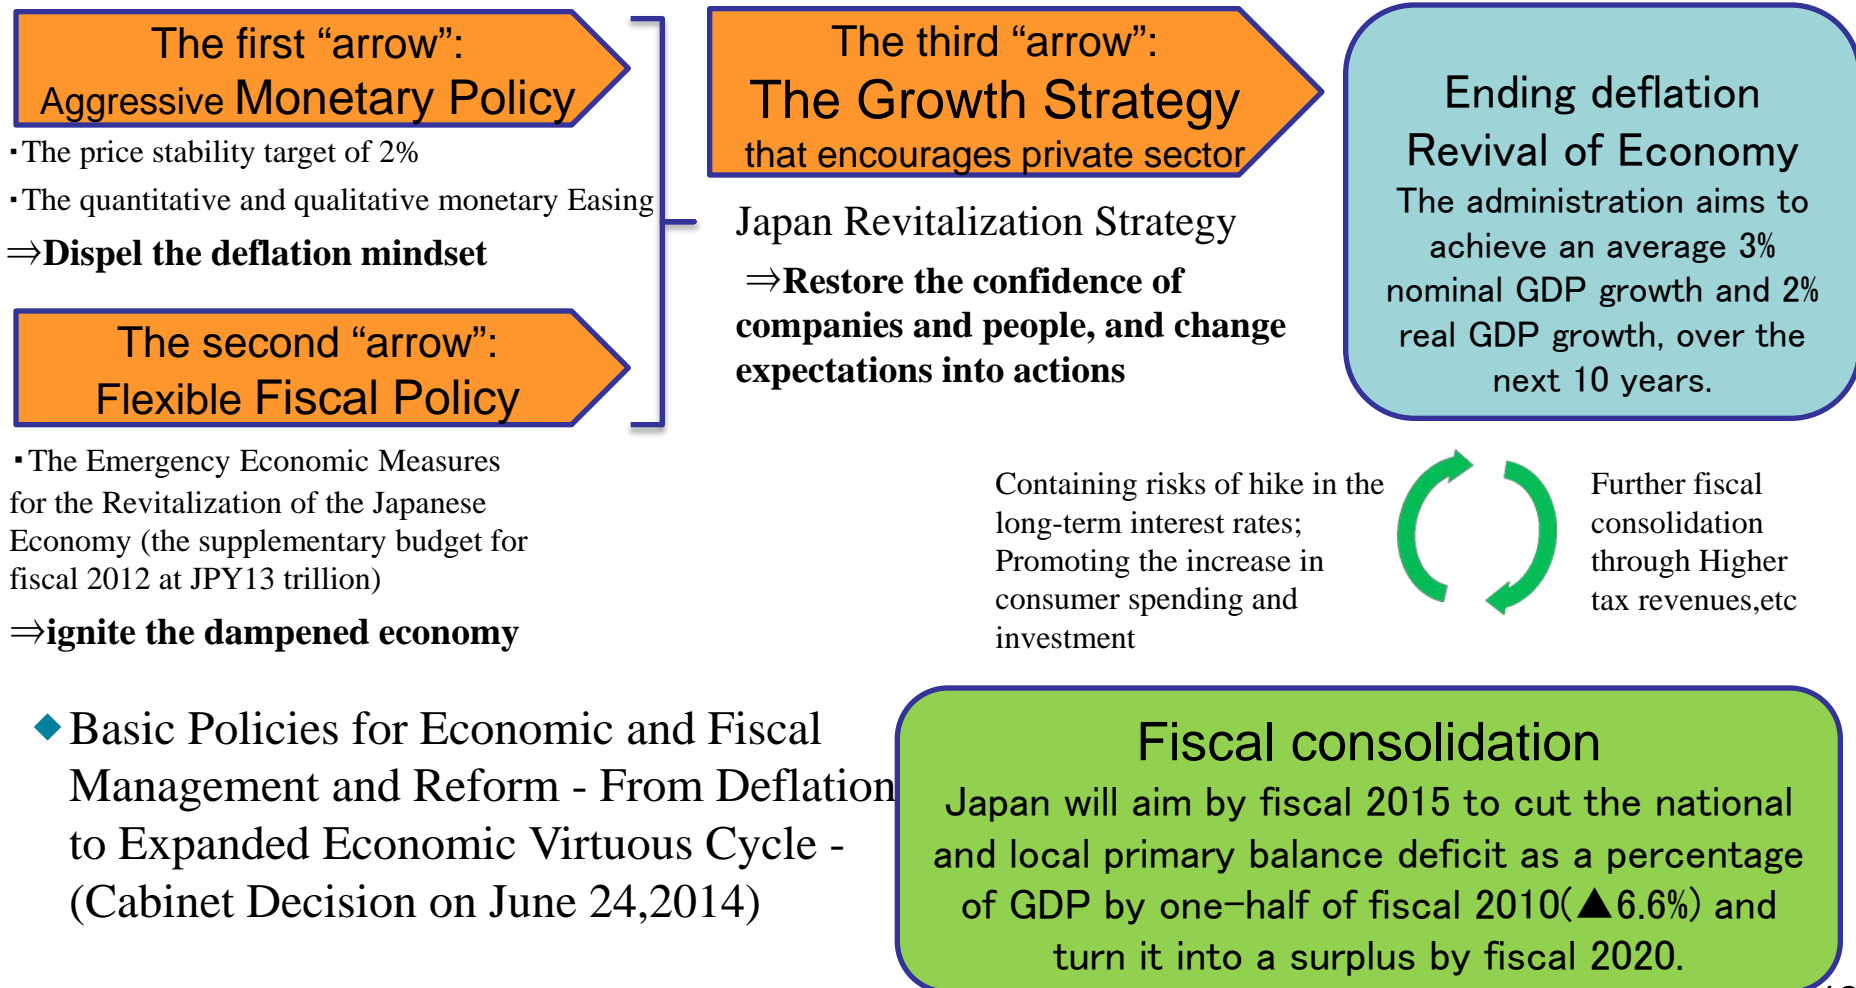 The first “arrow”:
Aggressive Monetary Policy
・The price stability target of 2%
・The quantitative and qualitative monetary Easing
⇒Dispel the deflation mindset
The second “arrow”:
Flexible Fiscal Policy
・The Emergency Economic Measures
for the Revitalization of the Japanese
Economy (the supplementary budget for
fiscal 2012 at JPY13 trillion)
⇒ignite the dampened economy
The third “arrow”:
The Growth Strategy
that encourages private sector
Japan Revitalization Strategy
⇒Restore the confidence of
companies and people, and change
expectations into actions
Ending deflation
Revival of Economy
The administration aims to
achieve an average 3%
nominal GDP growth and 2%
real GDP growth, over the
next 10 years.
Containing risks of hike in the
long-term interest rates;
Promoting the increase in
consumer spending and
investment
Further fiscal
consolidation
through Higher
tax revenues,etc
◆Basic Policies for Economic and Fiscal
Management and Reform - From Deflation
to Expanded Economic Virtuous Cycle -
(Cabinet Decision on June 24,2014)
Fiscal consolidation
Japan will aim by fiscal 2015 to cut the national
and local primary balance deficit as a percentage
of GDP by one-half of fiscal 2010(▲6.6%) and
turn it into a surplus by fiscal 2020.